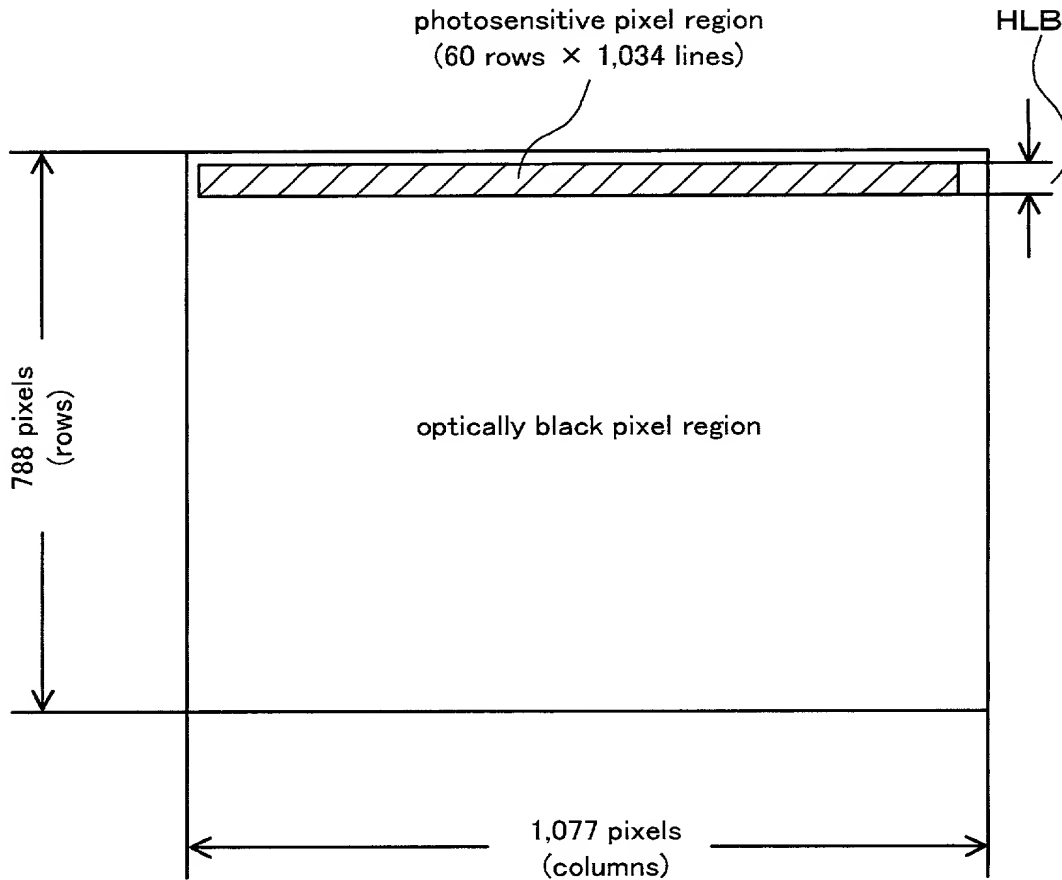 photosensitive pixel region
(60 rows × 1,034 lines)
HLB
788 pixels
(rows)
optically black pixel region
1,077 pixels
(columns)